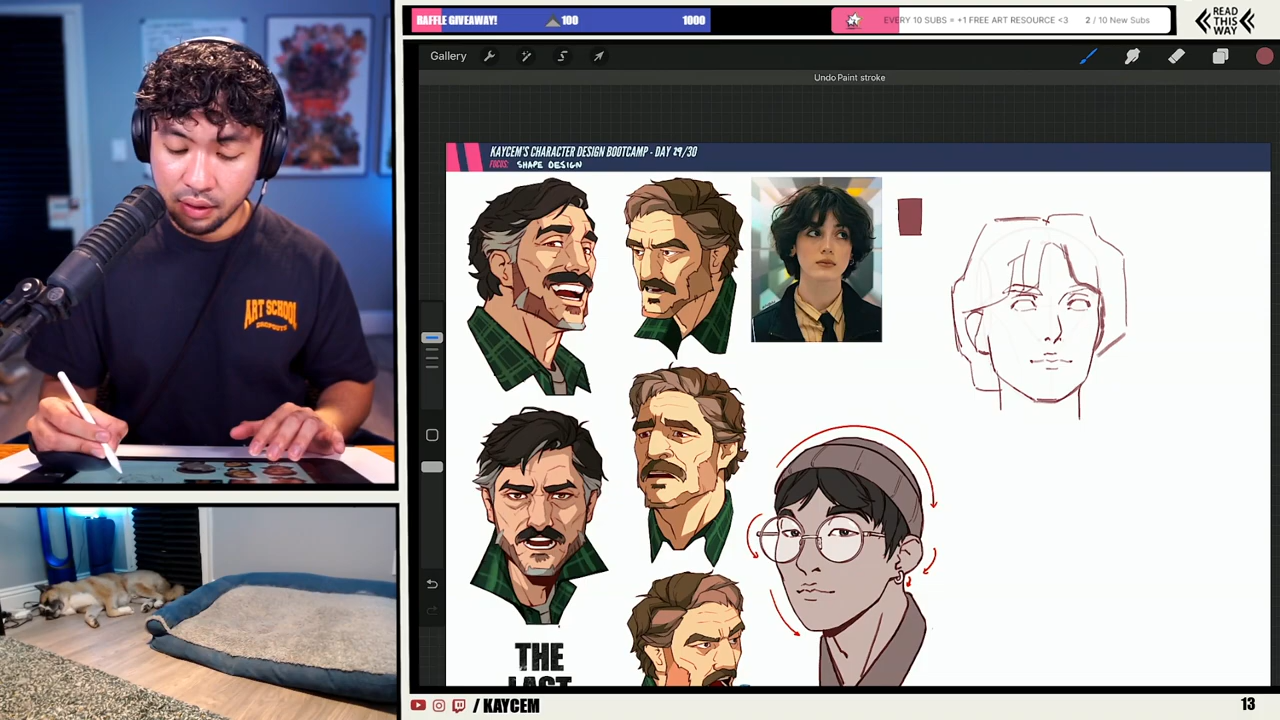 RAFFLE GIVEAWAY!
100
1000
EVERY 10 SUBS = +1 FREE ART RESOURCE <3
2 / 10 New Subs
READ
THIS
WAY
Gallery
Undo Paint stroke
KAYCEM'S CHARACTER DESIGN BOOTCAMP - DAY 29/30
FOCUS: SHAPE DESIGN
ART SCHOOL
DROPOUTS
THE
LAST
/ KAYCEM
13